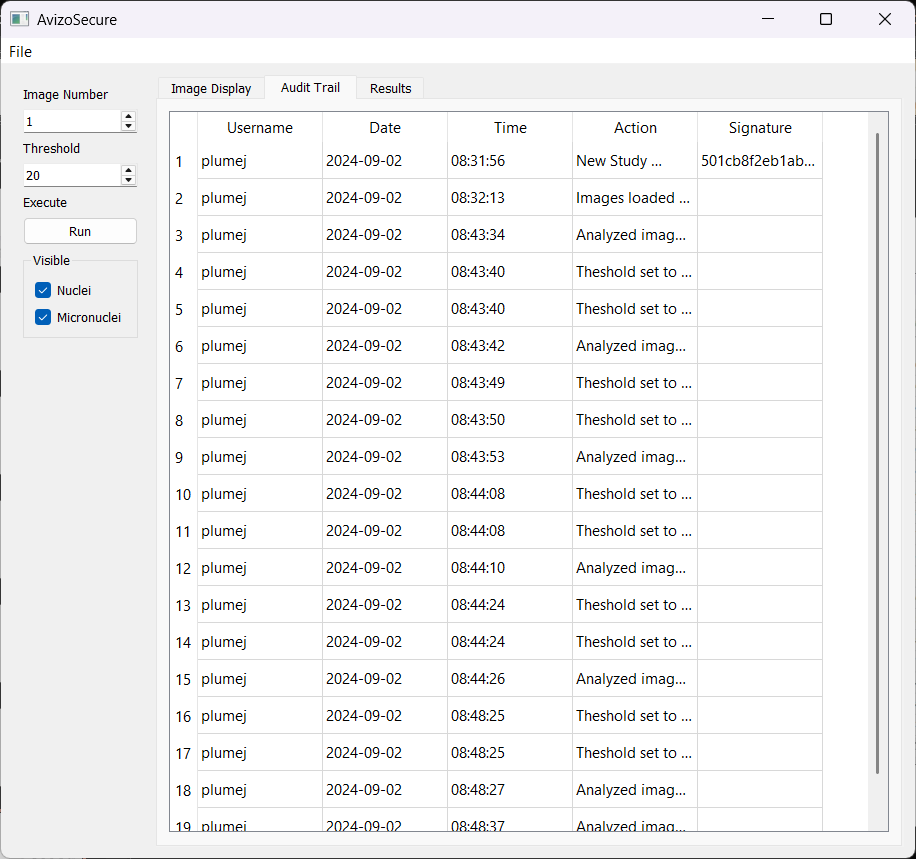 AvizoSecure
File
Image Number
1
Threshold
20
Execute
Run
Visible
Nuclei
Micronuclei
Image Display Audit Trail Results
Username Date Time Action Signature
1 plumej 2024-09-02 08:31:56 New Study ... 501cb8f2eb1ab...
2 plumej 2024-09-02 08:32:13 Images loaded ...
3 plumej 2024-09-02 08:43:34 Analyzed imag...
4 plumej 2024-09-02 08:43:40 Theshold set to ...
5 plumej 2024-09-02 08:43:40 Theshold set to ...
6 plumej 2024-09-02 08:43:42 Analyzed imag...
7 plumej 2024-09-02 08:43:49 Theshold set to ...
8 plumej 2024-09-02 08:43:50 Theshold set to ...
9 plumej 2024-09-02 08:43:53 Analyzed imag...
10 plumej 2024-09-02 08:44:08 Theshold set to ...
11 plumej 2024-09-02 08:44:08 Theshold set to ...
12 plumej 2024-09-02 08:44:10 Analyzed imag...
13 plumej 2024-09-02 08:44:24 Theshold set to ...
14 plumej 2024-09-02 08:44:24 Theshold set to ...
15 plumej 2024-09-02 08:44:26 Analyzed imag...
16 plumej 2024-09-02 08:48:25 Theshold set to ...
17 plumej 2024-09-02 08:48:25 Theshold set to ...
18 plumej 2024-09-02 08:48:27 Analyzed imag...
19 plumej 2024-09-02 08:48:37 Analyzed imag...